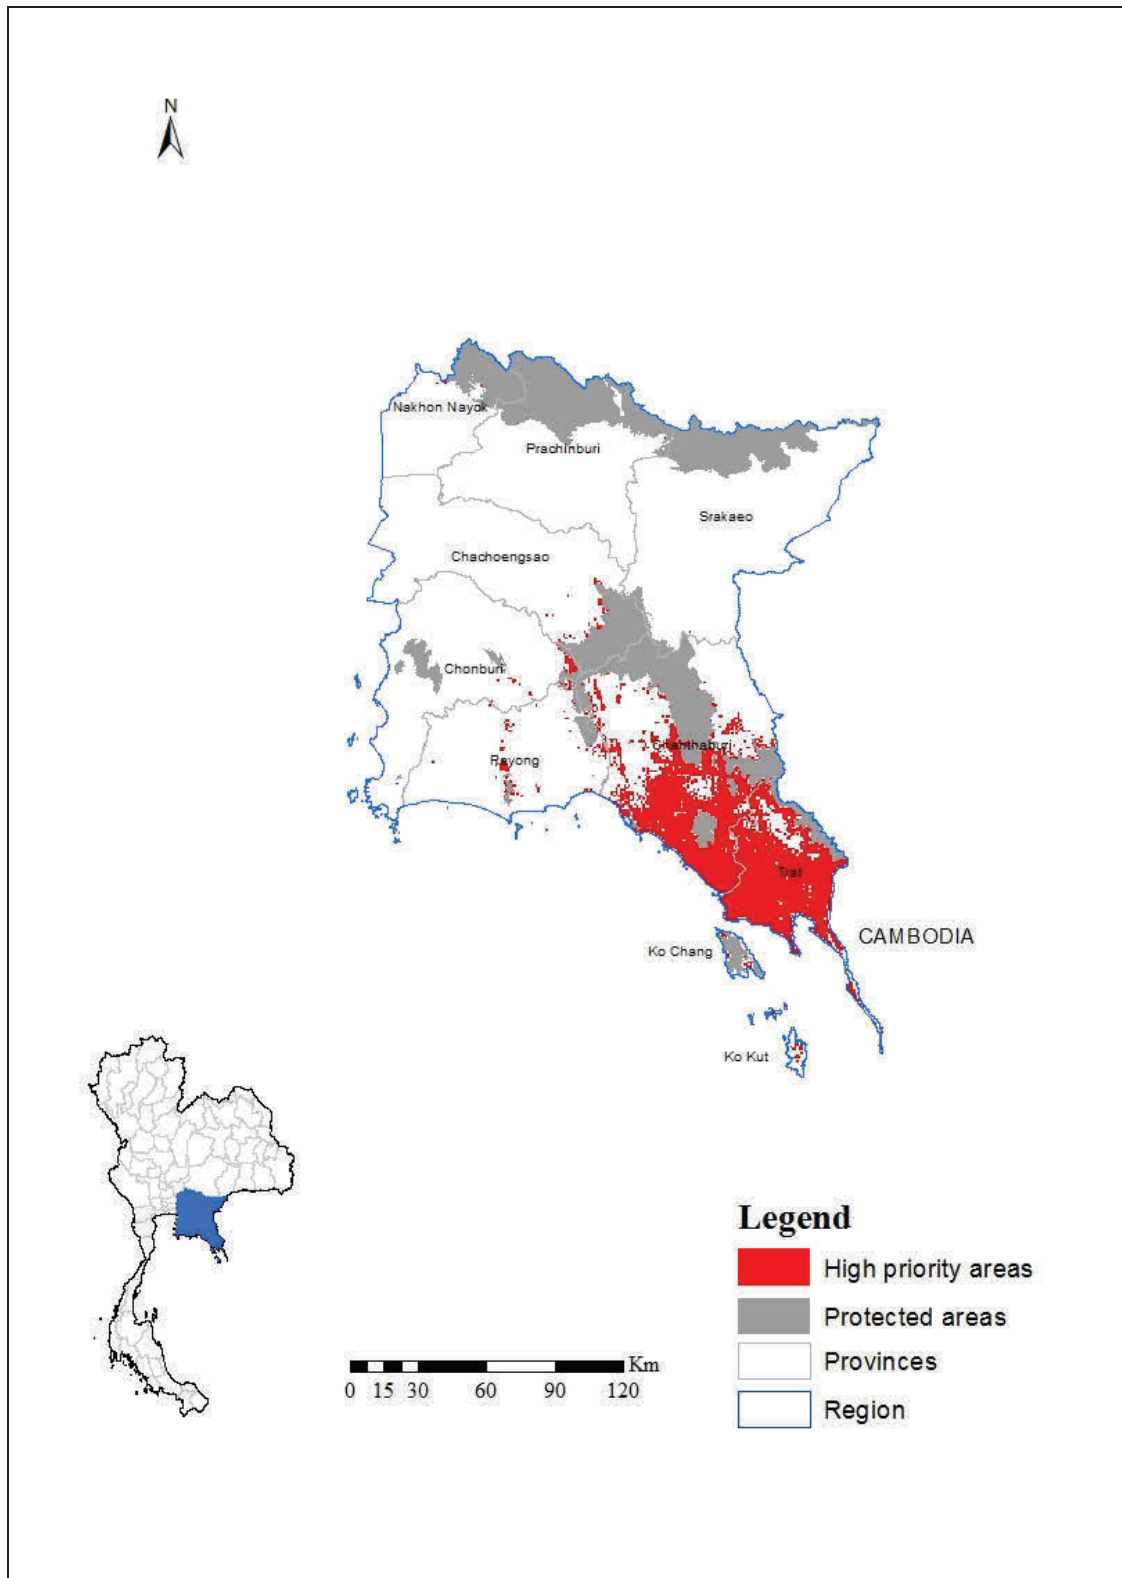 N
Nakhon Nayok
Prachinburi
Srakaeo
Chachoengsao
Chonburi
Chanthaburi
Rayong
Trat
CAMBODIA
Ko Chang
Ko Kut
Legend
High priority areas
Protected areas
Provinces
Region
Km
0 15 30 60 90 120